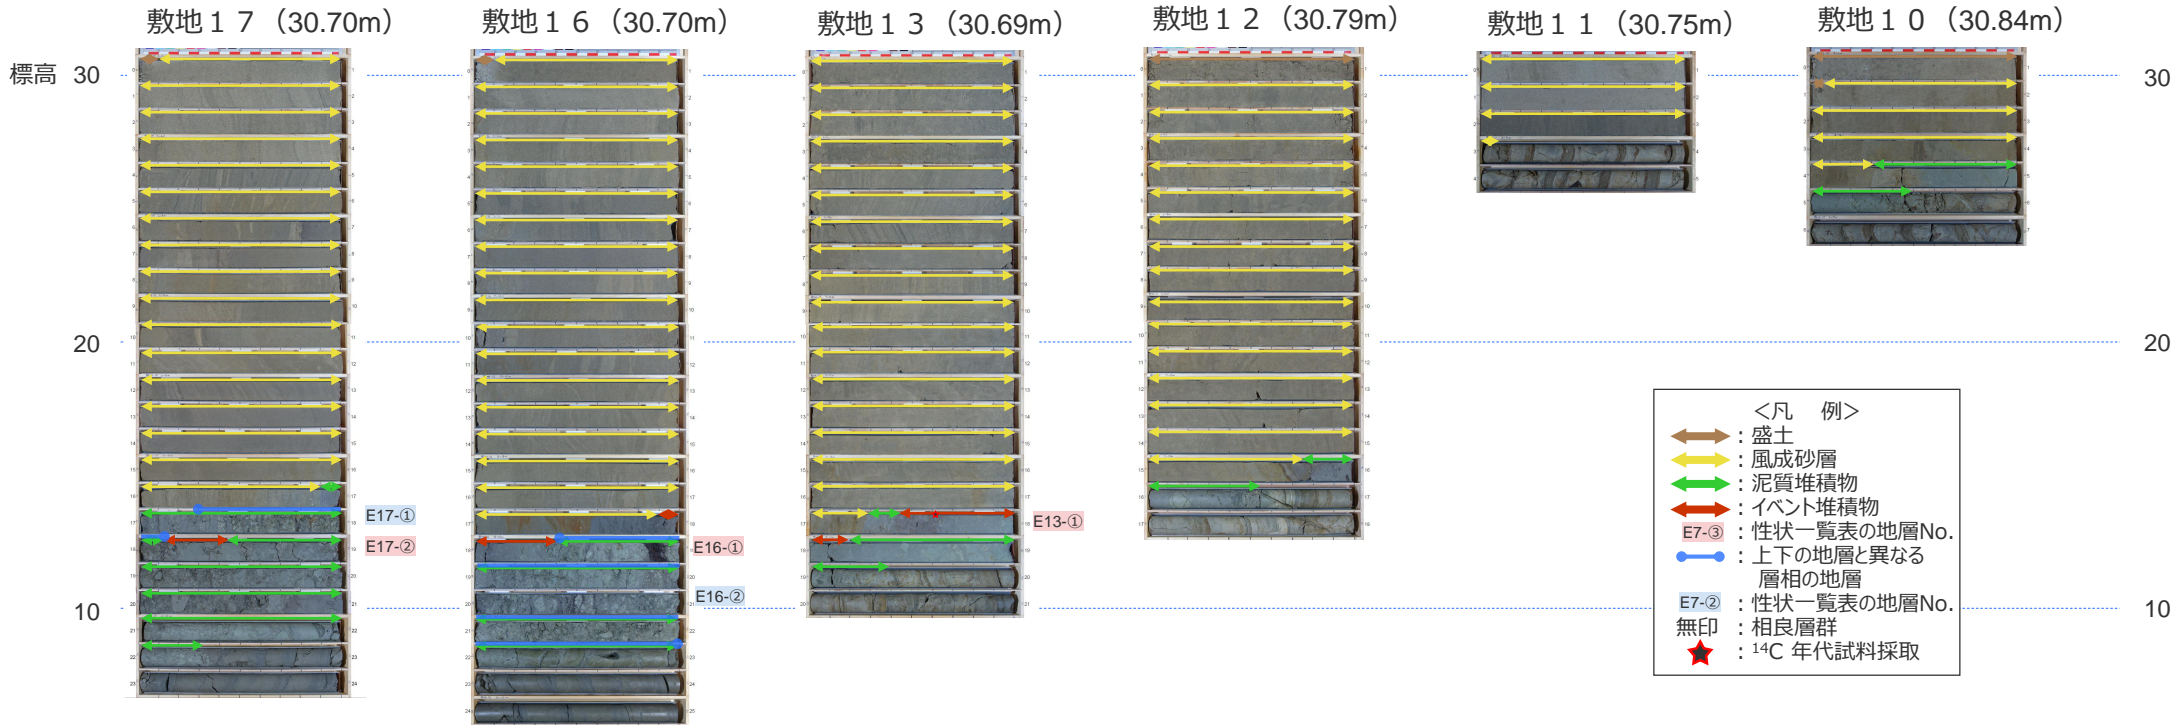 敷地１７（30.70m）
敷地１６（30.70m）
敷地１３（30.69m）
敷地１２（30.79m）
敷地１１（30.75m）
敷地１０（30.84m）
標高 30
30
20
20
10
10
E17-①
E17-②
E16-①
E16-②
E13-①
＜凡　例＞
：盛土
：風成砂層
：泥質堆積物
：イベント堆積物
E7-③ ：性状一覧表の地層No.
：上下の地層と異なる
層相の地層
E7-② ：性状一覧表の地層No.
無印 ：相良層群
：¹⁴C 年代試料採取